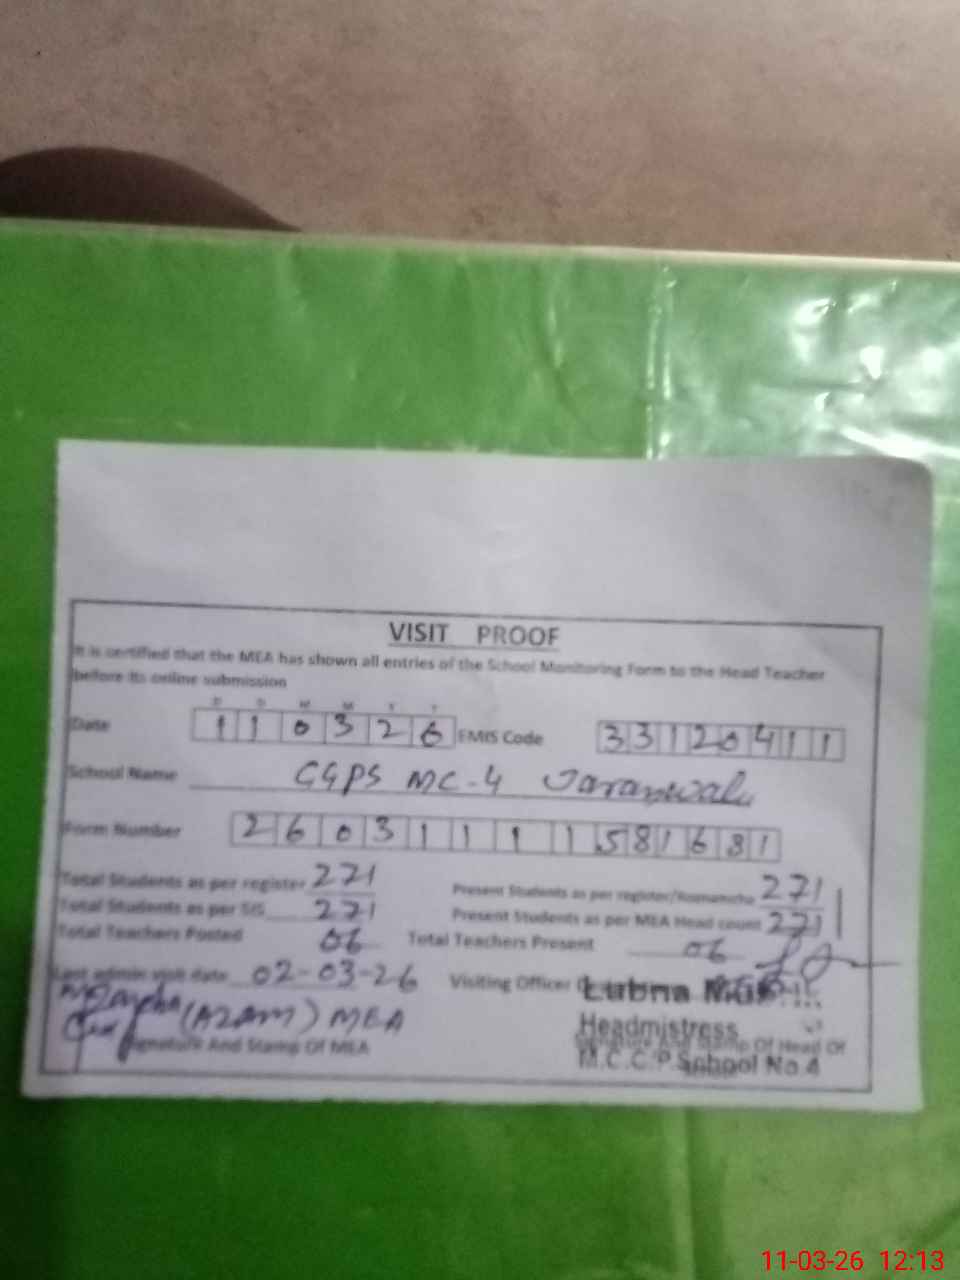 VISIT PROOF
It is certified that the MEA has shown all entries of the School Monitoring Form to the Head Teacher
before its online submission
D D M M Y Y
Date 1 1 0 3 2 6 EMIS Code 3 3 1 2 0 4 1 1
School Name GGPS MC-4 Jaranwala
Form Number 2 6 0 3 1 1 1 1 5 8 1 6 8 1
Total Students as per register 271 Present Students as per register/Roznamcha 271
Total Students as per SIS 271 Present Students as per MEA Head count 271
Total Teachers Posted 06 Total Teachers Present 06
Last admin visit date 02-03-26 Visiting Officer
(AZAM) MEA
Signature And Stamp Of MEA
Lubna
Headmistress
Signature And Stamp Of Head Of
M.C.C.P.School No.4
11-03-26 12:13